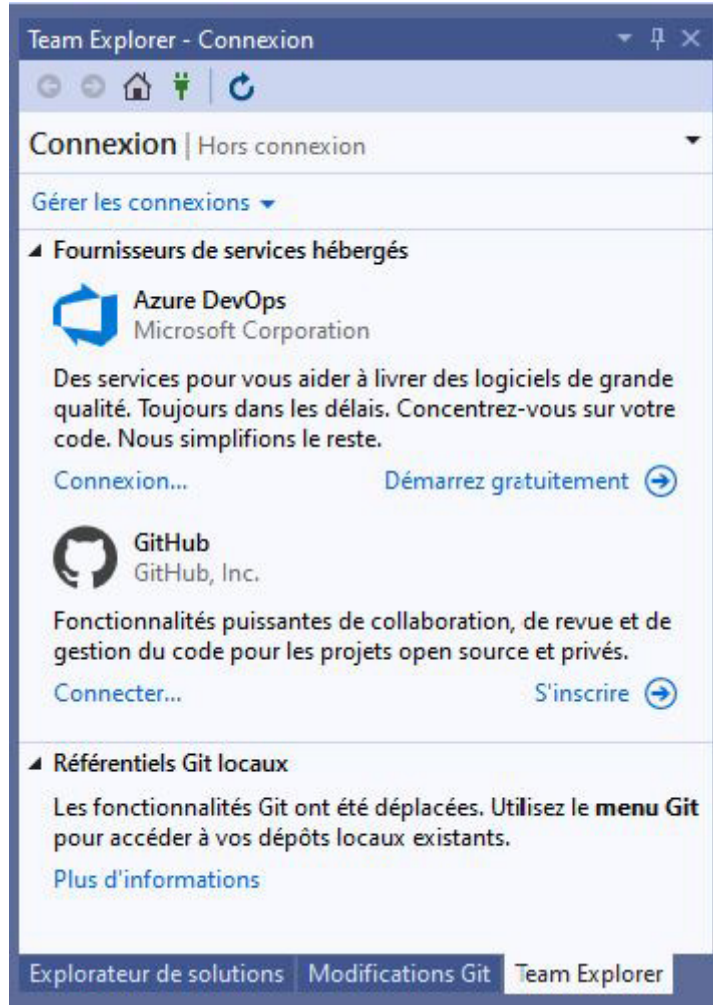 Team Explorer - Connexion
Connexion | Hors connexion
Gérer les connexions
Fournisseurs de services hébergés
Azure DevOps
Microsoft Corporation
Des services pour vous aider à livrer des logiciels de grande
qualité. Toujours dans les délais. Concentrez-vous sur votre
code. Nous simplifions le reste.
Connexion... Démarrez gratuitement
GitHub
GitHub, Inc.
Fonctionnalités puissantes de collaboration, de revue et de
gestion du code pour les projets open source et privés.
Connecter... S'inscrire
Référentiels Git locaux
Les fonctionnalités Git ont été déplacées. Utilisez le menu Git
pour accéder à vos dépôts locaux existants.
Plus d'informations
Explorateur de solutions Modifications Git Team Explorer